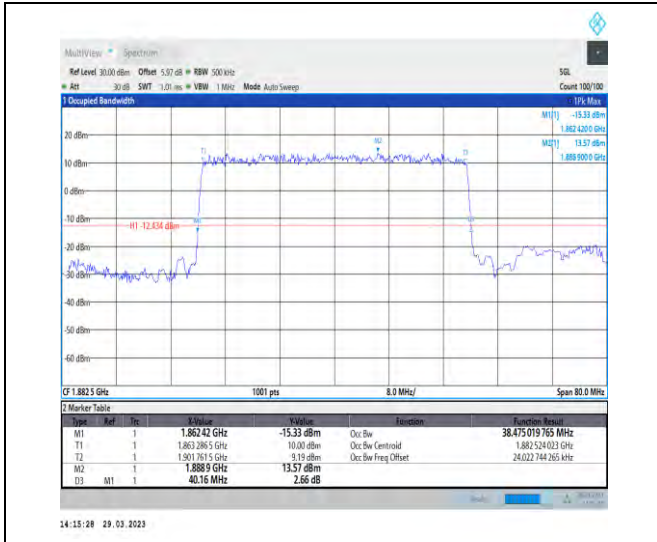 MultiView Spectrum
Ref Level 30.00 dBm Offset 5.97 dB RBW 500 kHz SGL
Att 30 dB SWT 1.01 ms VBW 1 MHz Mode Auto Sweep Count 100/100
1 Occupied Bandwidth 1Pk Max
M1[1] -15.33 dBm
1.862 4200 GHz
20 dBm M2[1] 13.57 dBm
1.888 9000 GHz
M2
T1
10 dBm
0 dBm
-10 dBm
H1 -12.434 dBm
-20 dBm
-30 dBm
-40 dBm
-50 dBm
-60 dBm
CF 1.882 5 GHz 1001 pts 8.0 MHz/ Span 80.0 MHz
2 Marker Table
Type Ref Trc X-Value Y-Value Function Function Result
M1 1 1.862 42 GHz -15.33 dBm Occ Bw 38.475 019 765 MHz
T1 1 1.863 286 5 GHz 10.00 dBm Occ Bw Centroid 1.882 524 023 GHz
T2 1 1.901 761 5 GHz 9.19 dBm Occ Bw Freq Offset 24.022 744 265 kHz
M2 1 1.888 9 GHz 13.57 dBm
D3 M1 1 40.16 MHz 2.66 dB
14:15:28 29.03.2023